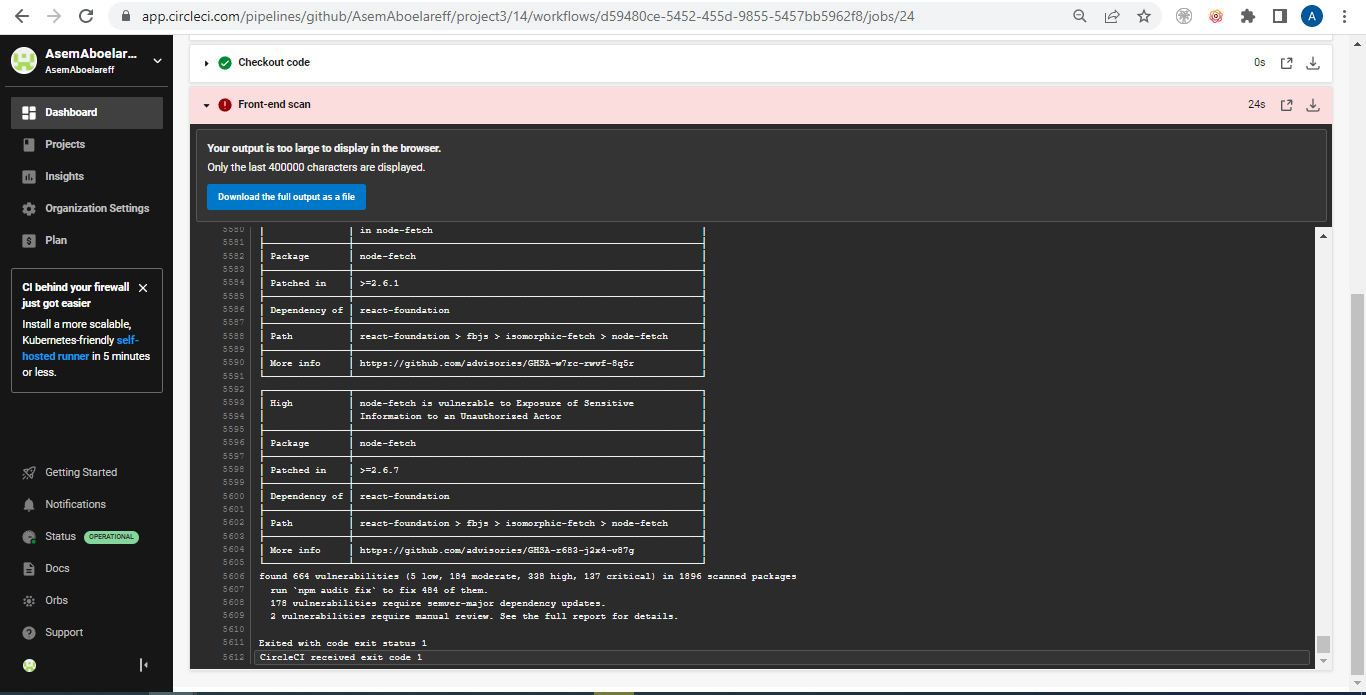 app.circleci.com/pipelines/github/AsemAboelareff/project3/14/workflows/d59480ce-5452-455d-9855-5457bb5962f8/jobs/24
A
AsemAboelar...
AsemAboelareff
Dashboard
Projects
Insights
Organization Settings
Plan
CI behind your firewall
just got easier
Install a more scalable,
Kubernetes-friendly self-
hosted runner in 5 minutes
or less.
Getting Started
Notifications
Status OPERATIONAL
Docs
Orbs
Support
Checkout code 0s
Front-end scan 24s
Your output is too large to display in the browser.
Only the last 400000 characters are displayed.
Download the full output as a file
5580 in node-fetch
5581
5582 Package node-fetch
5583
5584 Patched in >=2.6.1
5585
5586 Dependency of react-foundation
5587
5588 Path react-foundation > fbjs > isomorphic-fetch > node-fetch
5589
5590 More info https://github.com/advisories/GHSA-w7rc-rwvf-8q5r
5591
5592
5593 High node-fetch is vulnerable to Exposure of Sensitive
5594 Information to an Unauthorized Actor
5595
5596 Package node-fetch
5597
5598 Patched in >=2.6.7
5599
5600 Dependency of react-foundation
5601
5602 Path react-foundation > fbjs > isomorphic-fetch > node-fetch
5603
5604 More info https://github.com/advisories/GHSA-r683-j2x4-v87g
5605
5606 found 664 vulnerabilities (5 low, 184 moderate, 338 high, 137 critical) in 1896 scanned packages
5607 run `npm audit fix` to fix 484 of them.
5608 178 vulnerabilities require semver-major dependency updates.
5609 2 vulnerabilities require manual review. See the full report for details.
5610
5611 Exited with code exit status 1
5612 CircleCI received exit code 1